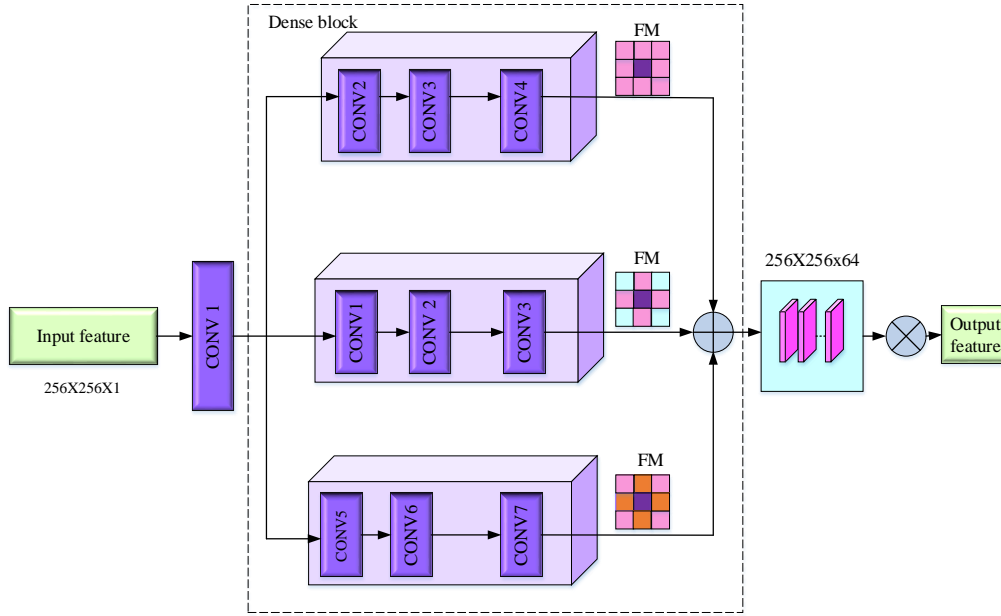 Dense block
FM
CONV2
CONV3
CONV4
256X256x64
FM
CONV 1
CONV1
CONV 2
CONV3
Input feature
Output
feature
256X256X1
FM
CONV5
CONV6
CONV7